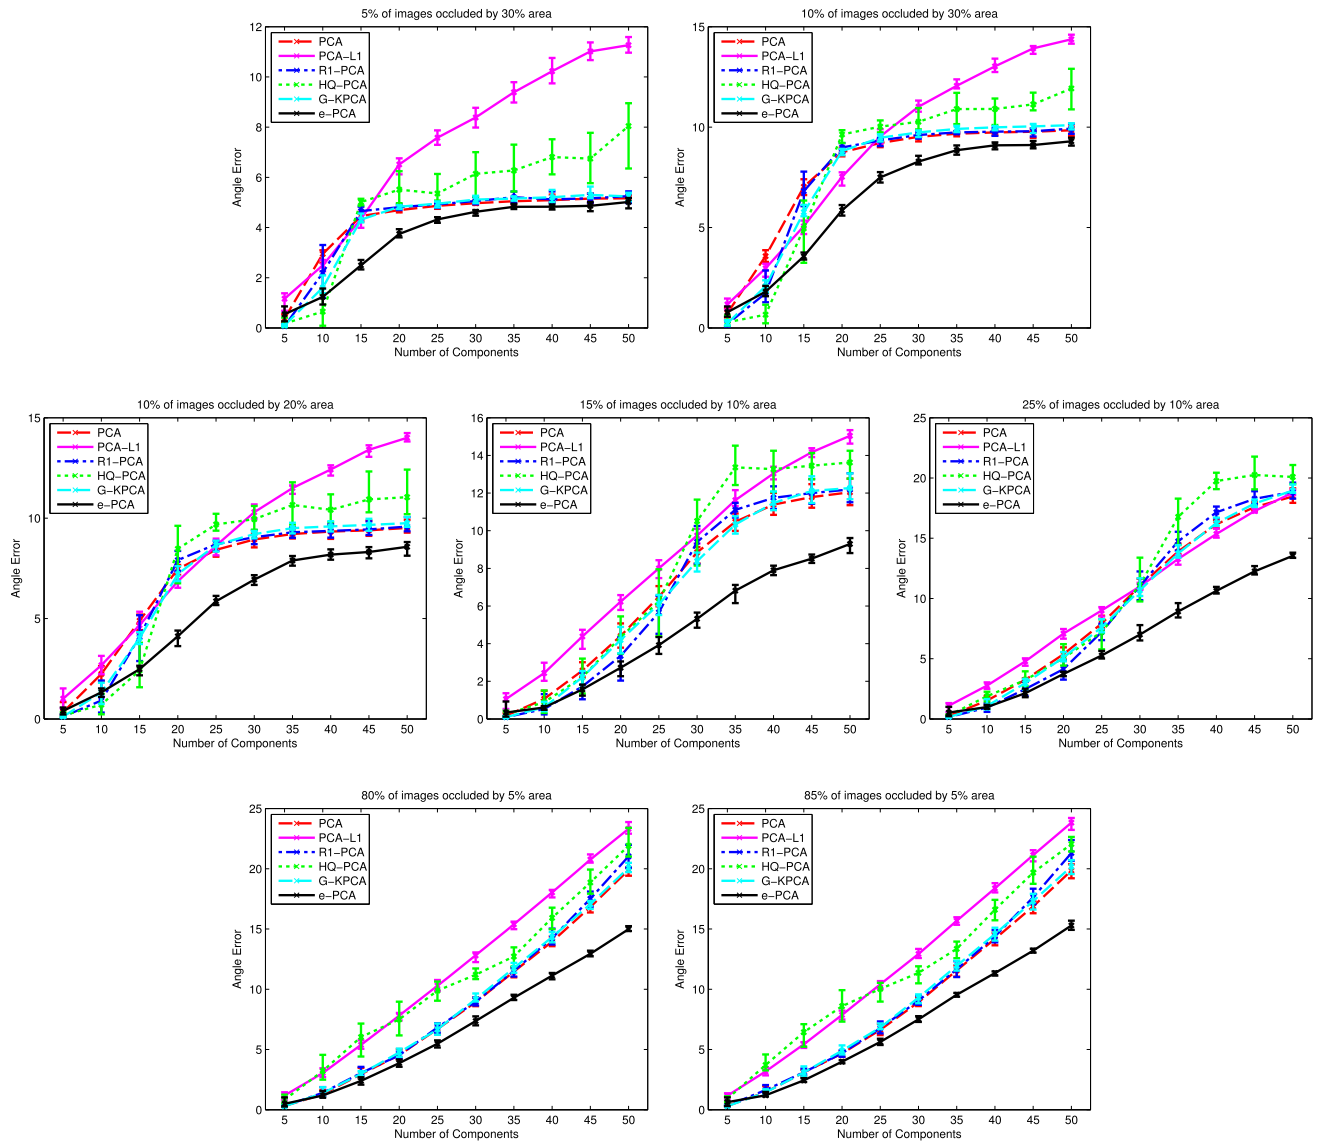 5% of images occluded by 30% area
12
10
8
6
4
2
0
Angle Error
PCA
PCA−L1
R1−PCA
HQ−PCA
G−KPCA
e−PCA
5 10 15 20 25 30 35 40 45 50
Number of Components
10% of images occluded by 30% area
15
10
5
0
Angle Error
PCA
PCA−L1
R1−PCA
HQ−PCA
G−KPCA
e−PCA
5 10 15 20 25 30 35 40 45 50
Number of Components
10% of images occluded by 20% area
15
10
5
0
Angle Error
PCA
PCA−L1
R1−PCA
HQ−PCA
G−KPCA
e−PCA
5 10 15 20 25 30 35 40 45 50
Number of Components
15% of images occluded by 10% area
16
14
12
10
8
6
4
2
0
Angle Error
PCA
PCA−L1
R1−PCA
HQ−PCA
G−KPCA
e−PCA
5 10 15 20 25 30 35 40 45 50
Number of Components
25% of images occluded by 10% area
25
20
15
10
5
0
Angle Error
PCA
PCA−L1
R1−PCA
HQ−PCA
G−KPCA
e−PCA
5 10 15 20 25 30 35 40 45 50
Number of Components
80% of images occluded by 5% area
25
20
15
10
5
0
Angle Error
PCA
PCA−L1
R1−PCA
HQ−PCA
G−KPCA
e−PCA
5 10 15 20 25 30 35 40 45 50
Number of Components
85% of images occluded by 5% area
25
20
15
10
5
0
Angle Error
PCA
PCA−L1
R1−PCA
HQ−PCA
G−KPCA
e−PCA
5 10 15 20 25 30 35 40 45 50
Number of Components